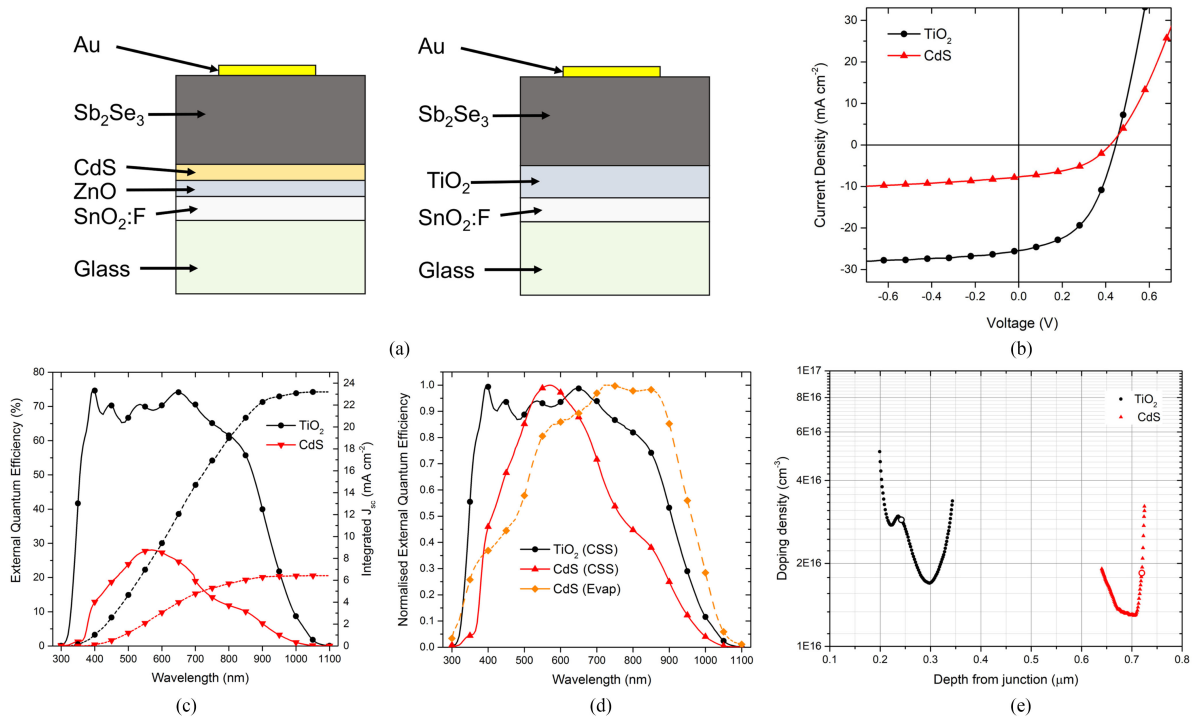 Au
Sb2Se3
CdS
ZnO
SnO2:F
Glass
Au
Sb2Se3
TiO2
SnO2:F
Glass
(a)
TiO2
CdS
Current Density (mA cm-2)
30
20
10
0
-10
-20
-30
-0.6 -0.4 -0.2 0.0 0.2 0.4 0.6
Voltage (V)
(b)
External Quantum Efficiency (%)
80
70
60
50
40
30
20
10
0
TiO2
CdS
24
22
20
18
16
14
12
10
8
6
4
2
0
Integrated Jsc (mA cm-2)
300 400 500 600 700 800 900 1000 1100
Wavelength (nm)
(c)
Normalised External Quantum Efficiency
1.0
0.9
0.8
0.7
0.6
0.5
0.4
0.3
0.2
0.1
0.0
TiO2 (CSS)
CdS (CSS)
CdS (Evap)
300 400 500 600 700 800 900 1000 1100
Wavelength (nm)
(d)
Doping density (cm-3)
1E17
8E16
6E16
4E16
2E16
1E16
TiO2
CdS
0.1 0.2 0.3 0.4 0.5 0.6 0.7 0.8
Depth from junction (μm)
(e)